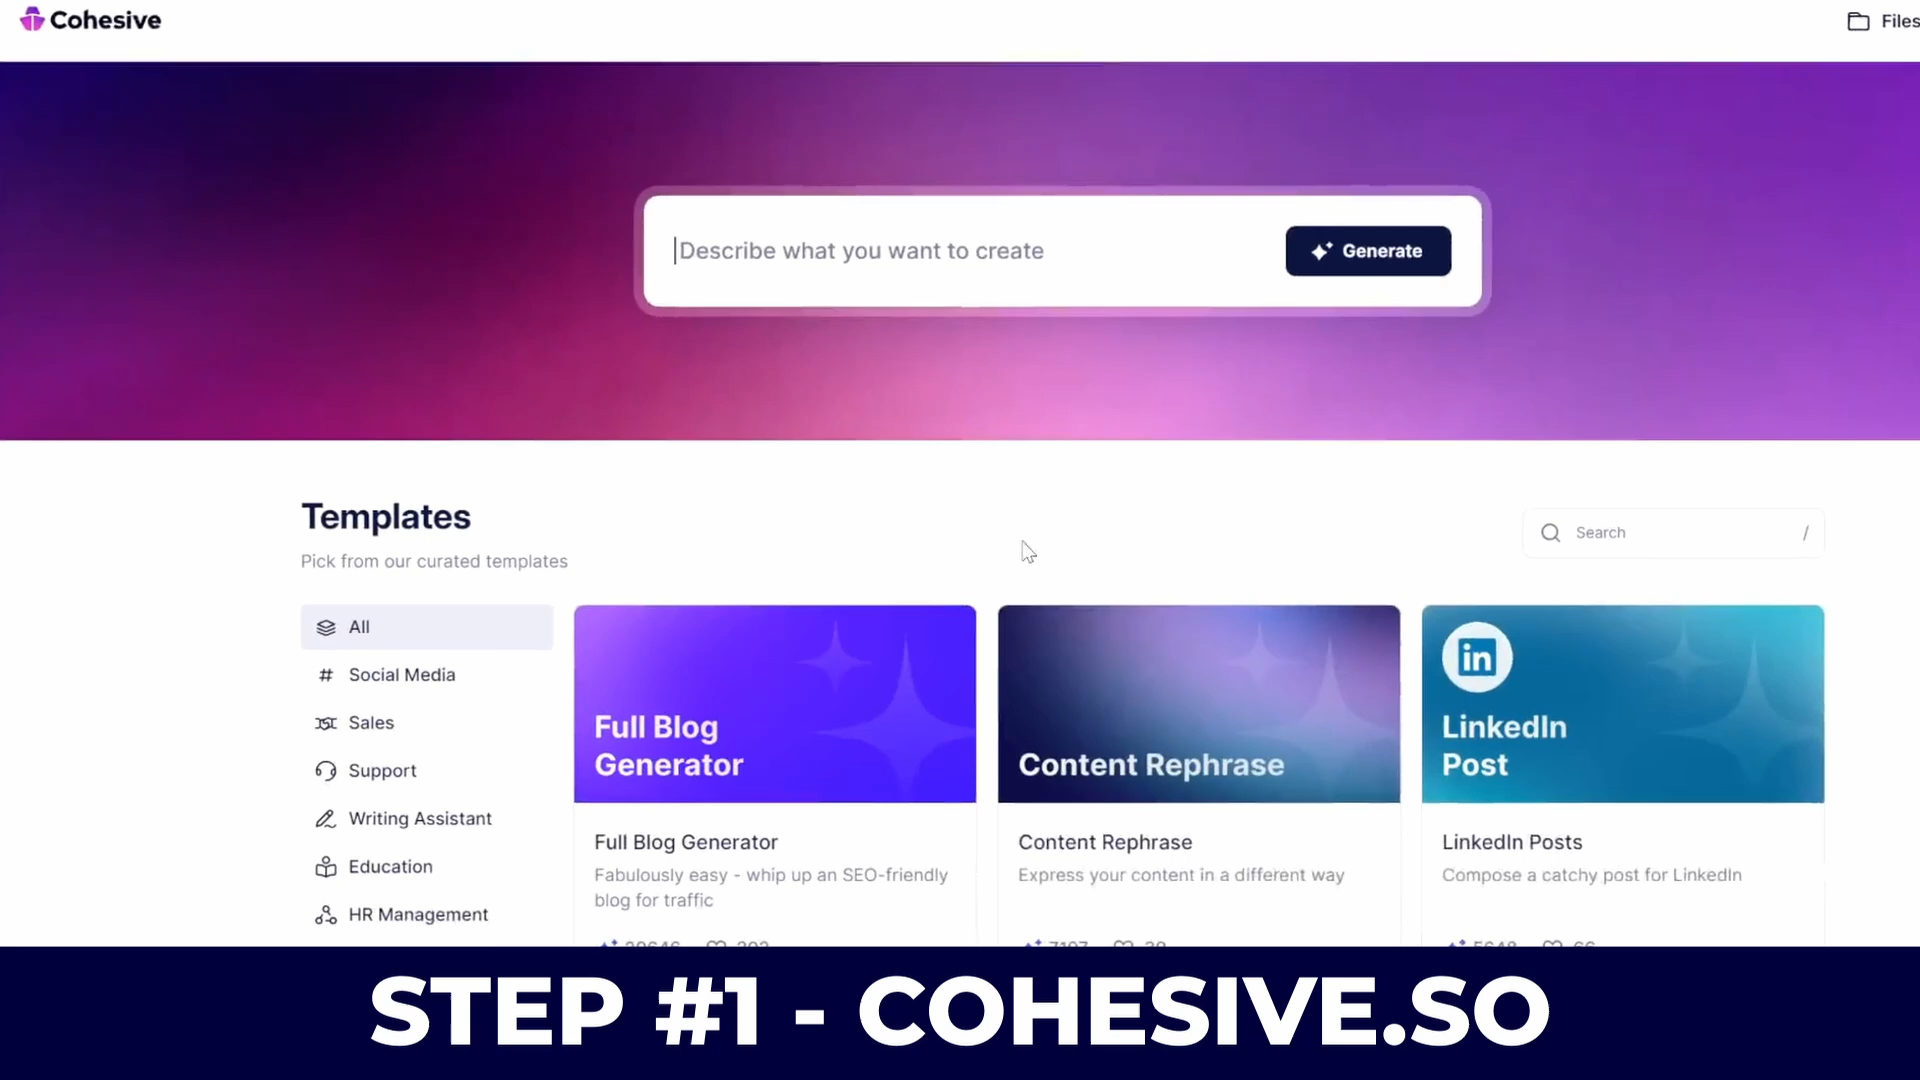 Cohesive
Files
Describe what you want to create
Generate
Templates
Pick from our curated templates
Search /
All
Social Media
Sales
Support
Writing Assistant
Education
HR Management
Full Blog
Generator
Full Blog Generator
Fabulously easy - whip up an SEO-friendly
blog for traffic
Content Rephrase
Content Rephrase
Express your content in a different way
in
LinkedIn
Post
LinkedIn Posts
Compose a catchy post for LinkedIn
STEP #1 - COHESIVE.SO